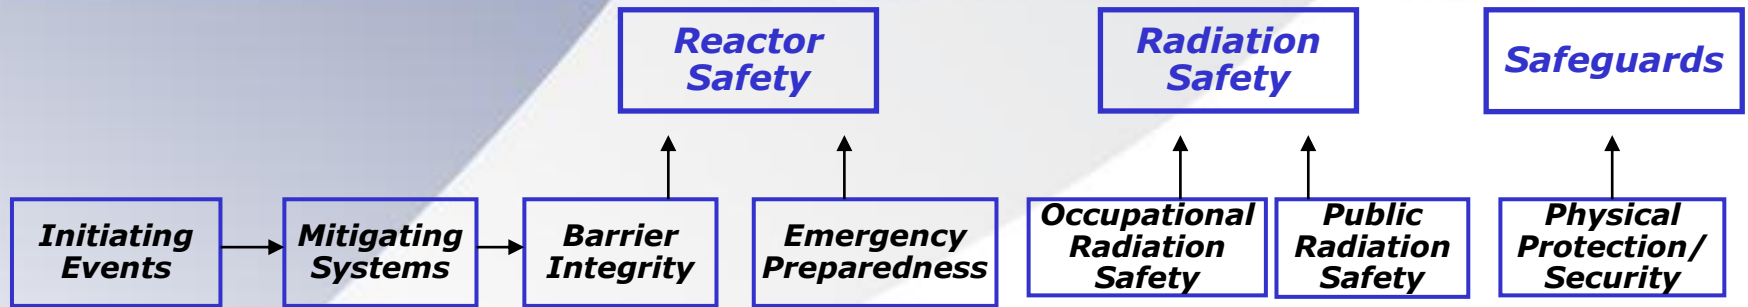 Reactor
Safety
Radiation
Safety
Safeguards
Initiating
Events
Mitigating
Systems
Barrier
Integrity
Emergency
Preparedness
Occupational
Radiation
Safety
Public
Radiation
Safety
Physical
Protection/
Security